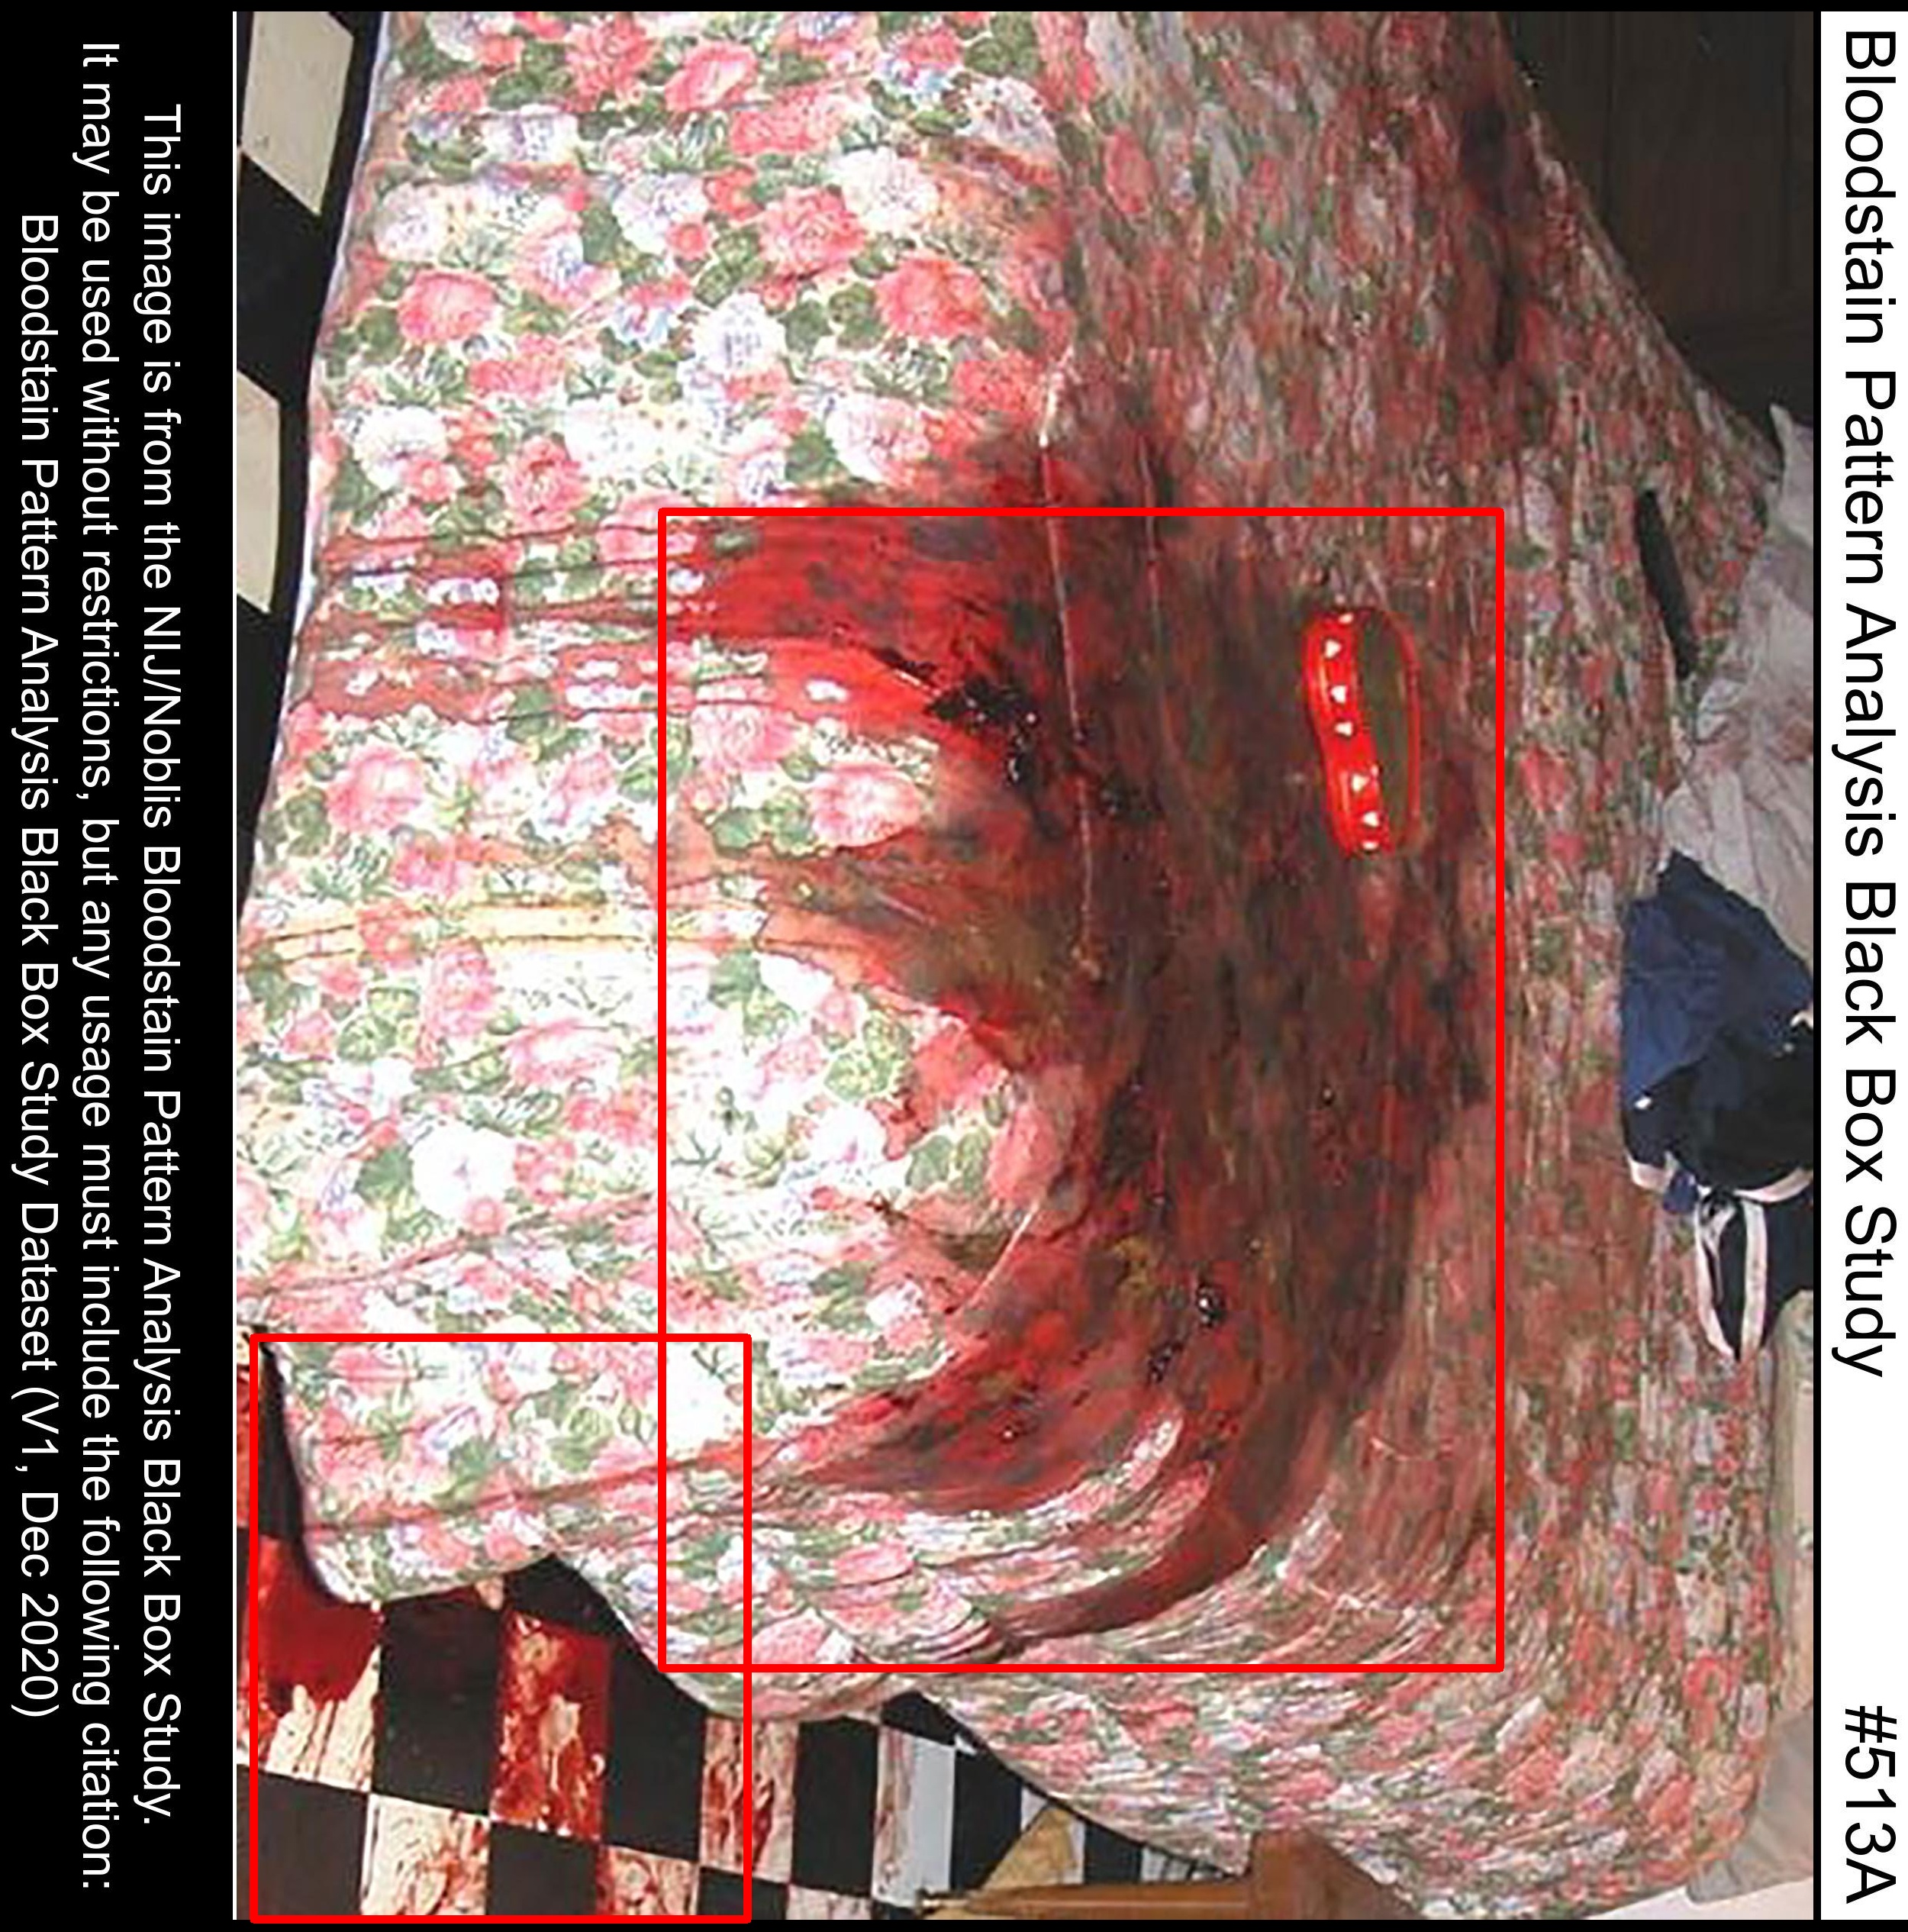 Bloodstain Pattern Analysis Black Box Study #513A
This image is from the NIJ/Noblis Bloodstain Pattern Analysis Black Box Study.
It may be used without restrictions, but any usage must include the following citation:
Bloodstain Pattern Analysis Black Box Study Dataset (V1, Dec 2020)